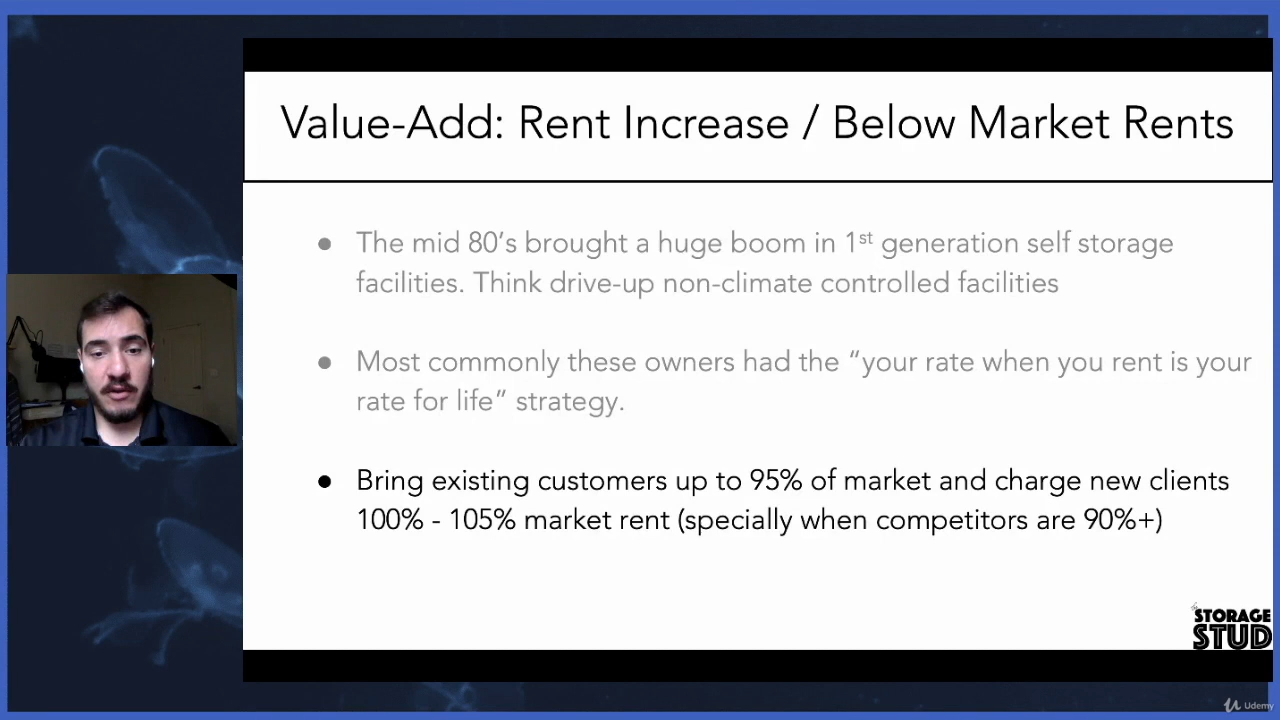 Value-Add: Rent Increase / Below Market Rents
● The mid 80’s brought a huge boom in 1st generation self storage
facilities. Think drive-up non-climate controlled facilities
● Most commonly these owners had the “your rate when you rent is your
rate for life” strategy.
● Bring existing customers up to 95% of market and charge new clients
100% - 105% market rent (specially when competitors are 90%+)
the
STORAGE
STUD
Udemy